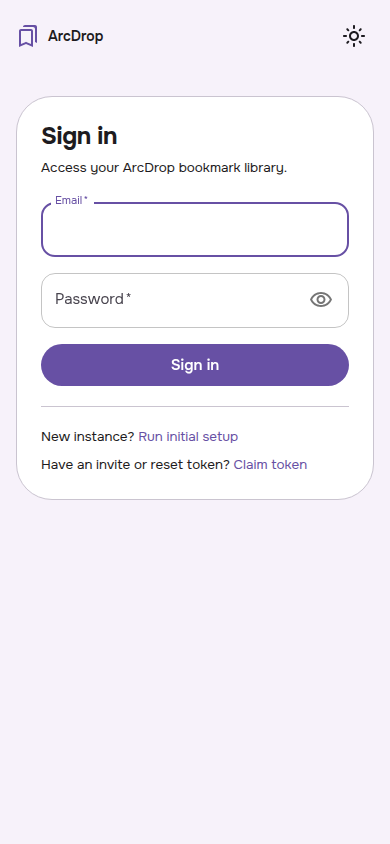 ArcDrop
Sign in
Access your ArcDrop bookmark library.
Email *
Password *
Sign in
New instance? Run initial setup
Have an invite or reset token? Claim token